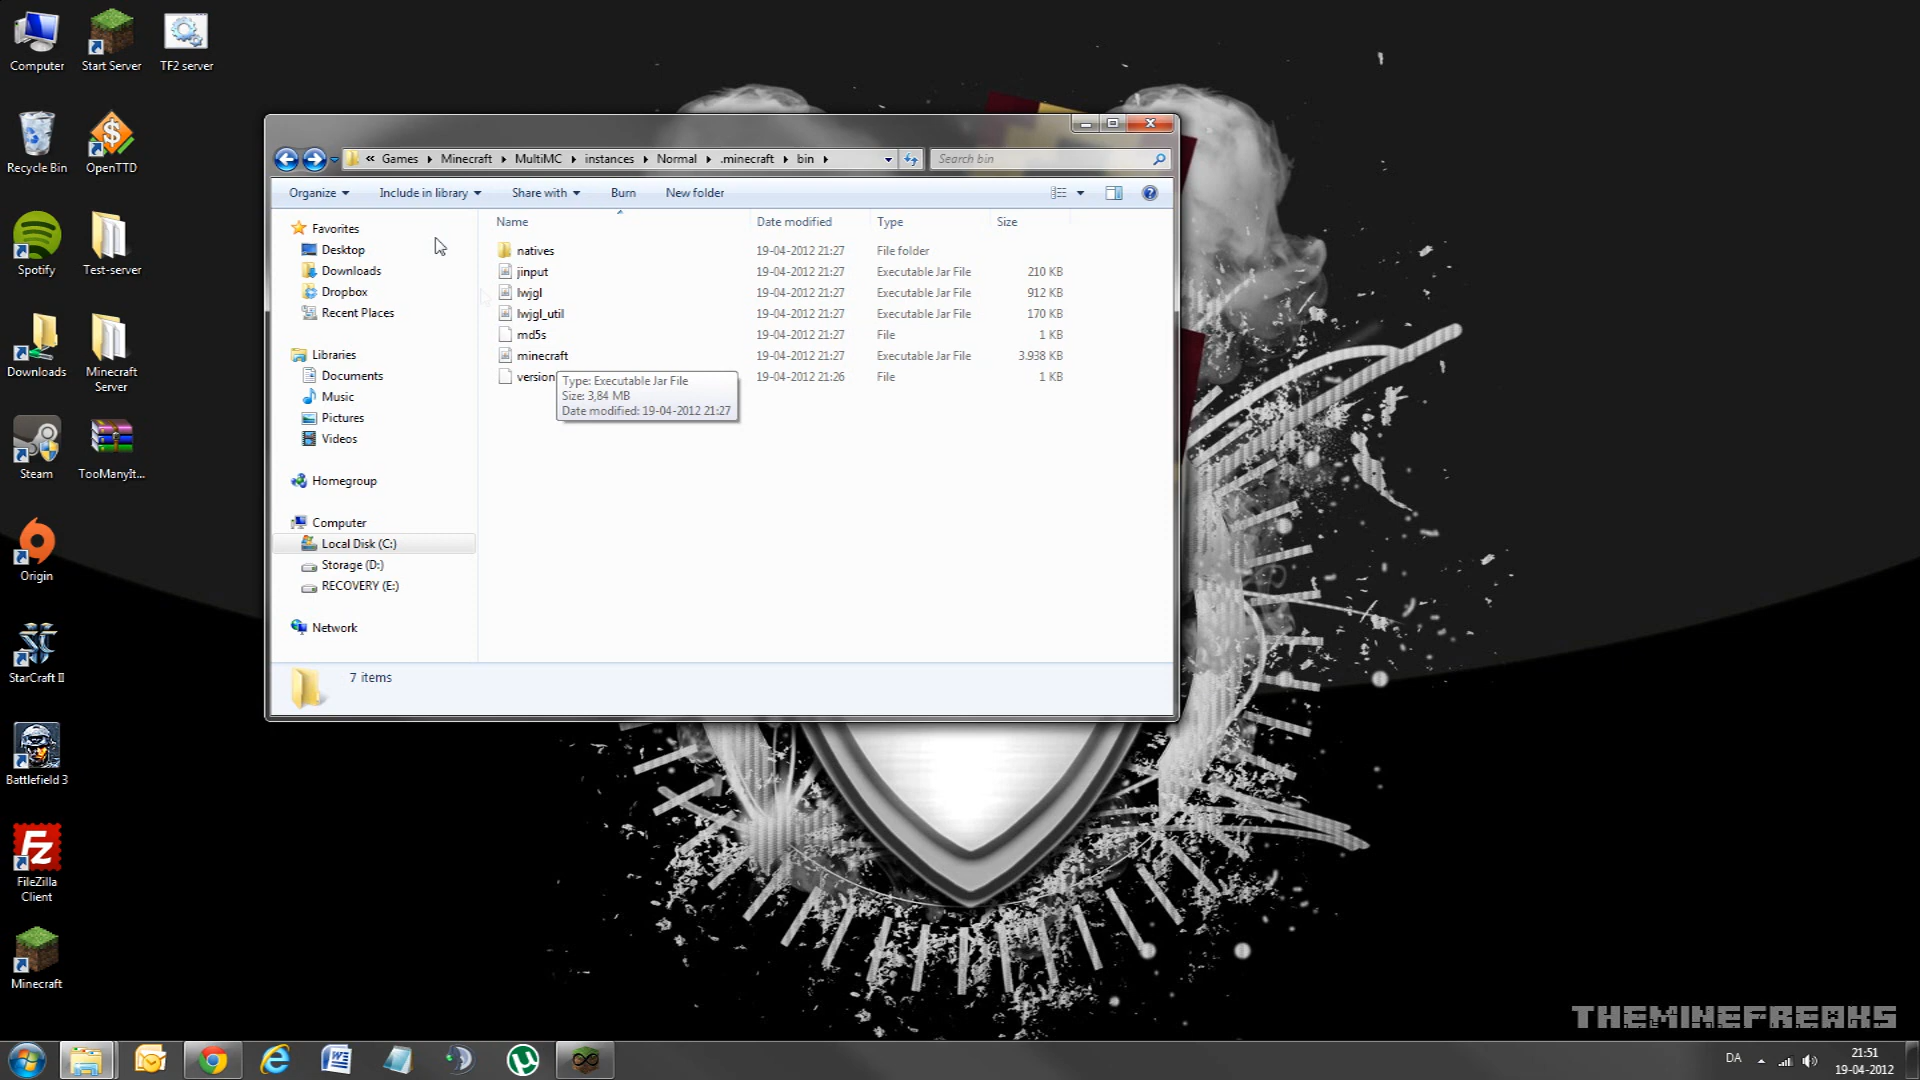 Computer
Start Server
TF2 server
Recycle Bin
OpenTTD
Spotify
Test-server
Downloads
Minecraft
Server
Steam
TooManyIt...
Origin
StarCraft II
Battlefield 3
FileZilla
Client
Minecraft
« Games Minecraft MultiMC instances Normal .minecraft bin
Search bin
Organize Include in library Share with Burn New folder
Name Date modified Type Size
Favorites
Desktop
Downloads
Dropbox
Recent Places
Libraries
Documents
Music
Pictures
Videos
Homegroup
Computer
Local Disk (C:)
Storage (D:)
RECOVERY (E:)
Network
natives 19-04-2012 21:27 File folder
jinput 19-04-2012 21:27 Executable Jar File 210 KB
lwjgl 19-04-2012 21:27 Executable Jar File 912 KB
lwjgl_util 19-04-2012 21:27 Executable Jar File 170 KB
md5s 19-04-2012 21:27 File 1 KB
minecraft 19-04-2012 21:27 Executable Jar File 3.938 KB
version 19-04-2012 21:26 File 1 KB
Type: Executable Jar File
Size: 3,84 MB
Date modified: 19-04-2012 21:27
7 items
THEMINEFREAKS
DA
21:51
19-04-2012